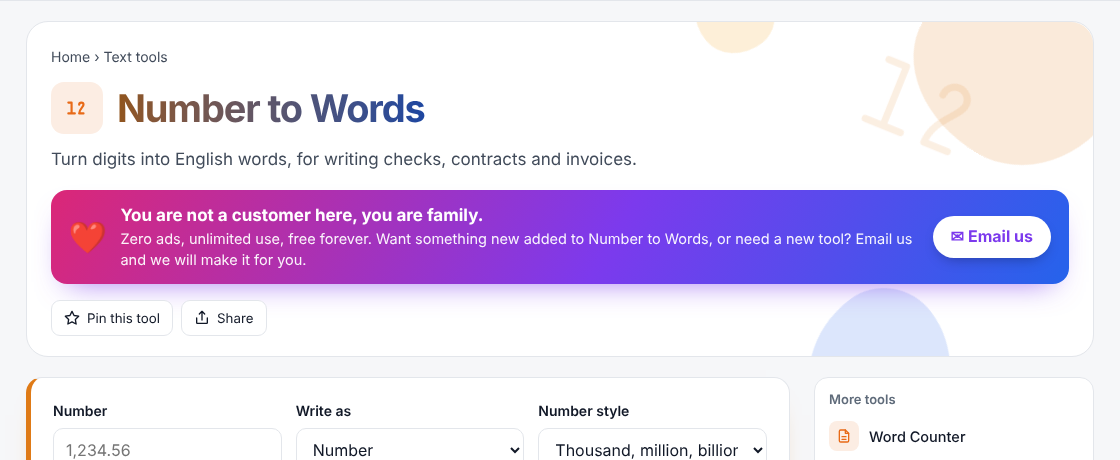 Home › Text tools
12
Number to Words
12
Turn digits into English words, for writing checks, contracts and invoices.
You are not a customer here, you are family.
Zero ads, unlimited use, free forever. Want something new added to Number to Words, or need a new tool? Email us
and we will make it for you.
✉ Email us
Pin this tool
Share
Number
Write as
Number style
1,234.56
Number
Thousand, million, billior
More tools
Word Counter